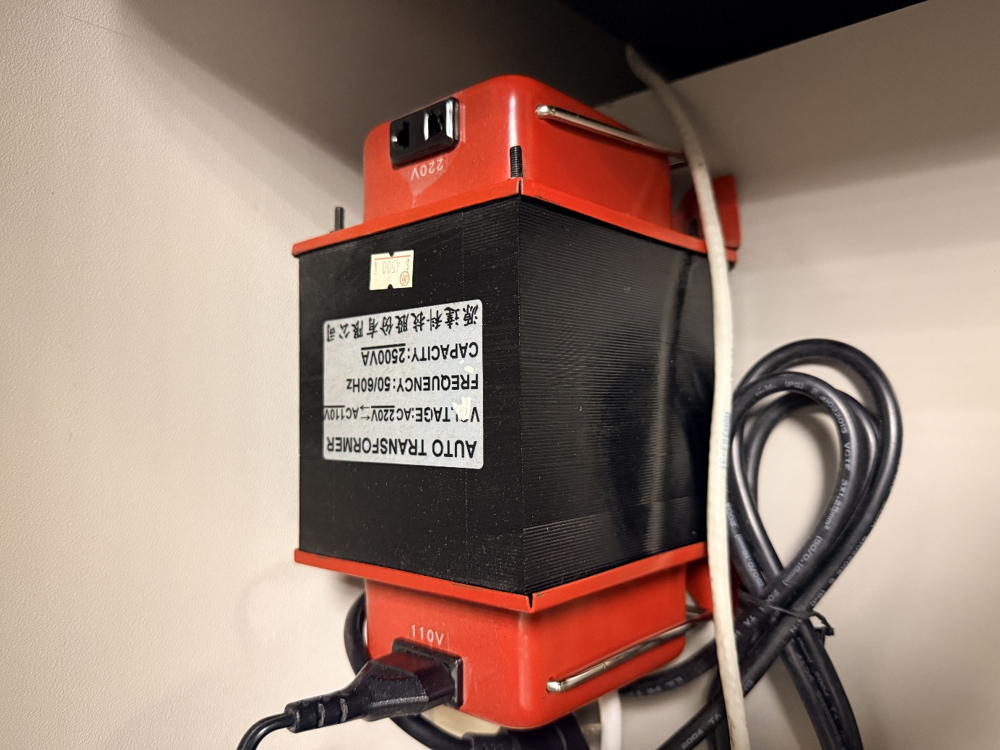 110V
AUTO TRANSFORMER
VOLTAGE:AC220V⇆AC110V
FREQUENCY:50/60Hz
CAPACITY:2500VA
源達科技股份有限公司
$4500
220V